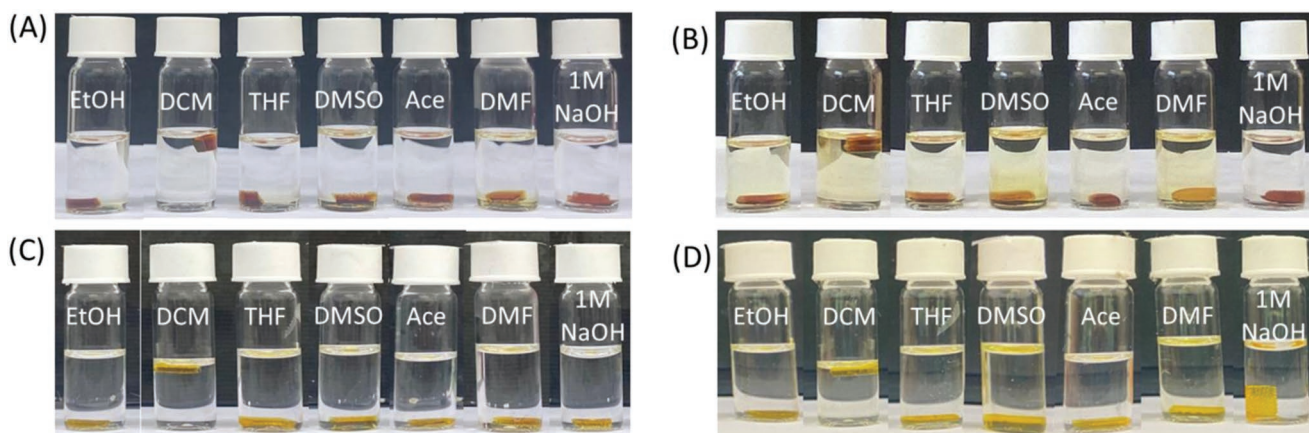 (A)
EtOH DCM THF DMSO Ace DMF 1M
NaOH
(B)
EtOH DCM THF DMSO Ace DMF 1M
NaOH
(C)
EtOH DCM THF DMSO Ace DMF 1M
NaOH
(D)
EtOH DCM THF DMSO Ace DMF 1M
NaOH